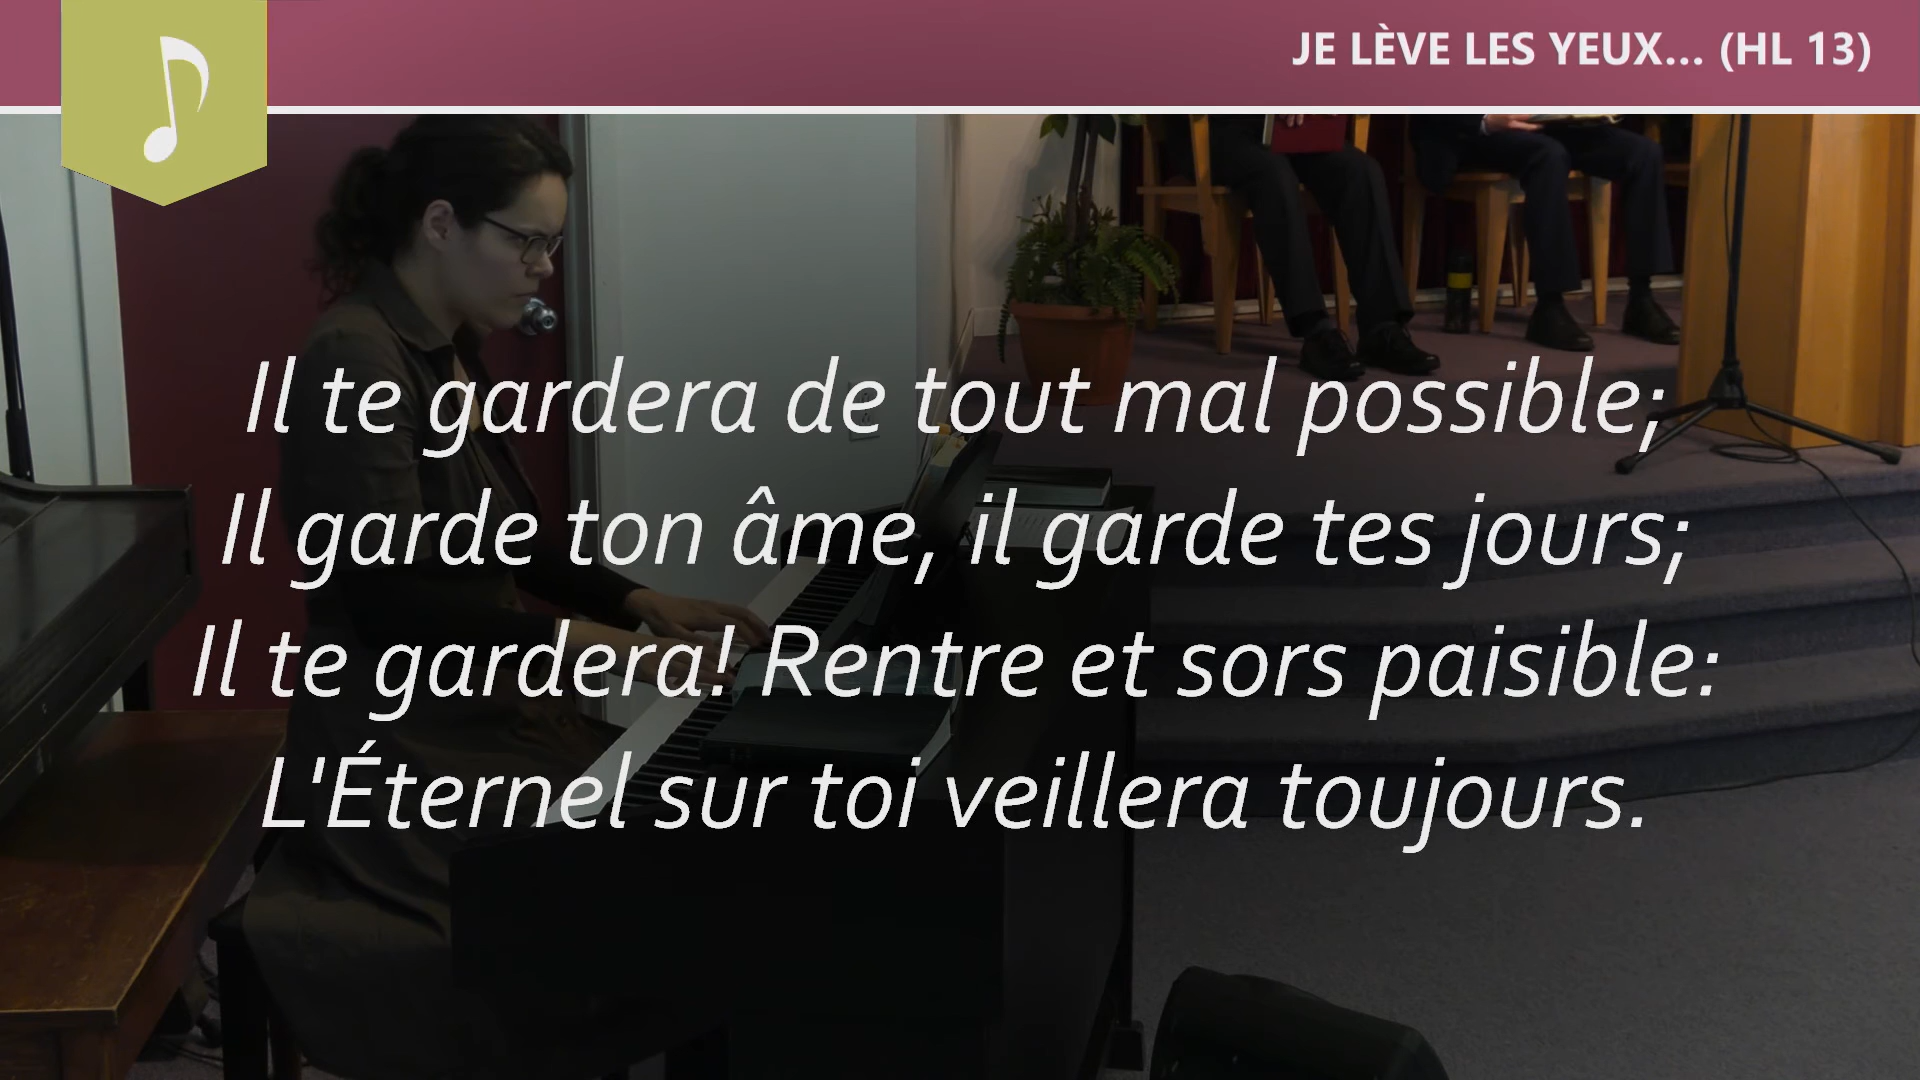 JE LÈVE LES YEUX... (HL 13)
Il te gardera de tout mal possible;
Il garde ton âme, il garde tes jours;
Il te gardera! Rentre et sors paisible:
L'Éternel sur toi veillera toujours.